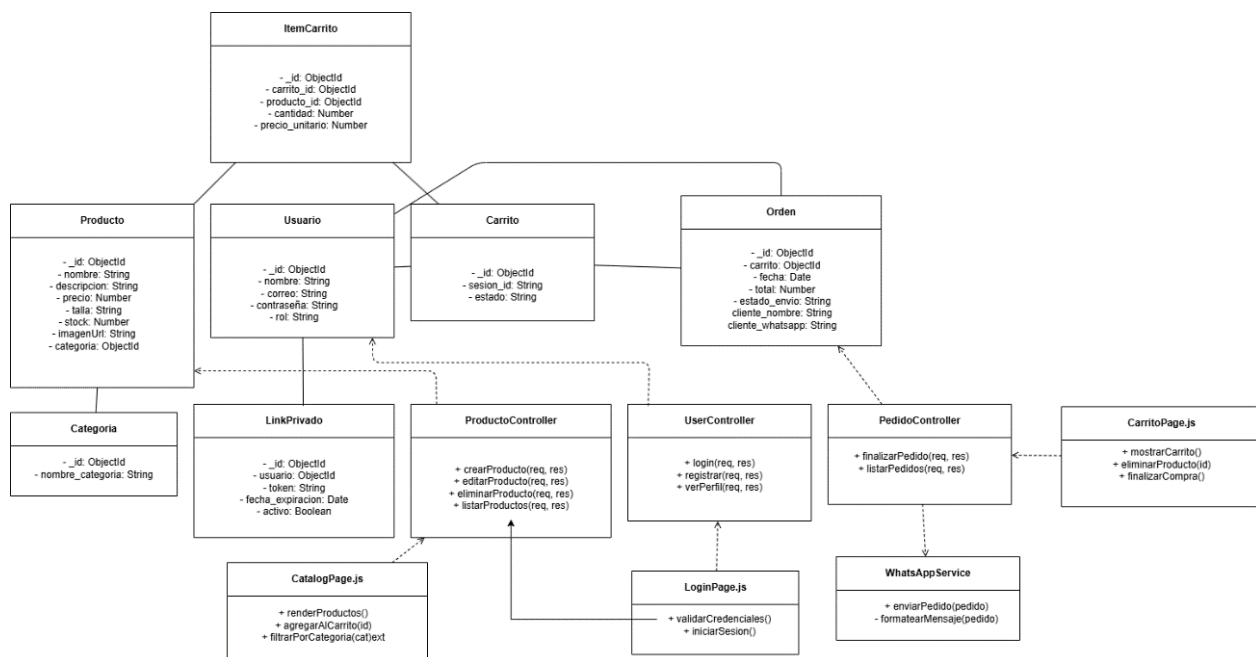 ItemCarrito
- _id: ObjectId
- carrito_id: ObjectId
- producto_id: ObjectId
- cantidad: Number
- precio_unitario: Number
Producto
- _id: ObjectId
- nombre: String
- descripcion: String
- precio: Number
- talla: String
- stock: Number
- imagenUrl: String
- categoria: ObjectId
Usuario
- _id: ObjectId
- nombre: String
- correo: String
- contraseña: String
- rol: String
Carrito
- _id: ObjectId
- sesion_id: String
- estado: String
Orden
- _id: ObjectId
- carrito: ObjectId
- fecha: Date
- total: Number
- estado_envio: String
cliente_nombre: String
cliente_whatsapp: String
Categoria
- _id: ObjectId
- nombre_categoria: String
LinkPrivado
- _id: ObjectId
- usuario: ObjectId
- token: String
- fecha_expiracion: Date
- activo: Boolean
ProductoController
+ crearProducto(req, res)
+ editarProducto(req, res)
+ eliminarProducto(req, res)
+ listarProductos(req, res)
UserController
+ login(req, res)
+ registrar(req, res)
+ verPerfil(req, res)
PedidoController
+ finalizarPedido(req, res)
+ listarPedidos(req, res)
CarritoPage.js
+ mostrarCarrito()
+ eliminarProducto(id)
+ finalizarCompra()
CatalogPage.js
+ renderProductos()
+ agregarAlCarrito(id)
+ filtrarPorCategoria(cat)ext
LoginPage.js
+ validarCredenciales()
+ iniciarSesion()
WhatsAppService
+ enviarPedido(pedido)
- formatearMensaje(pedido)